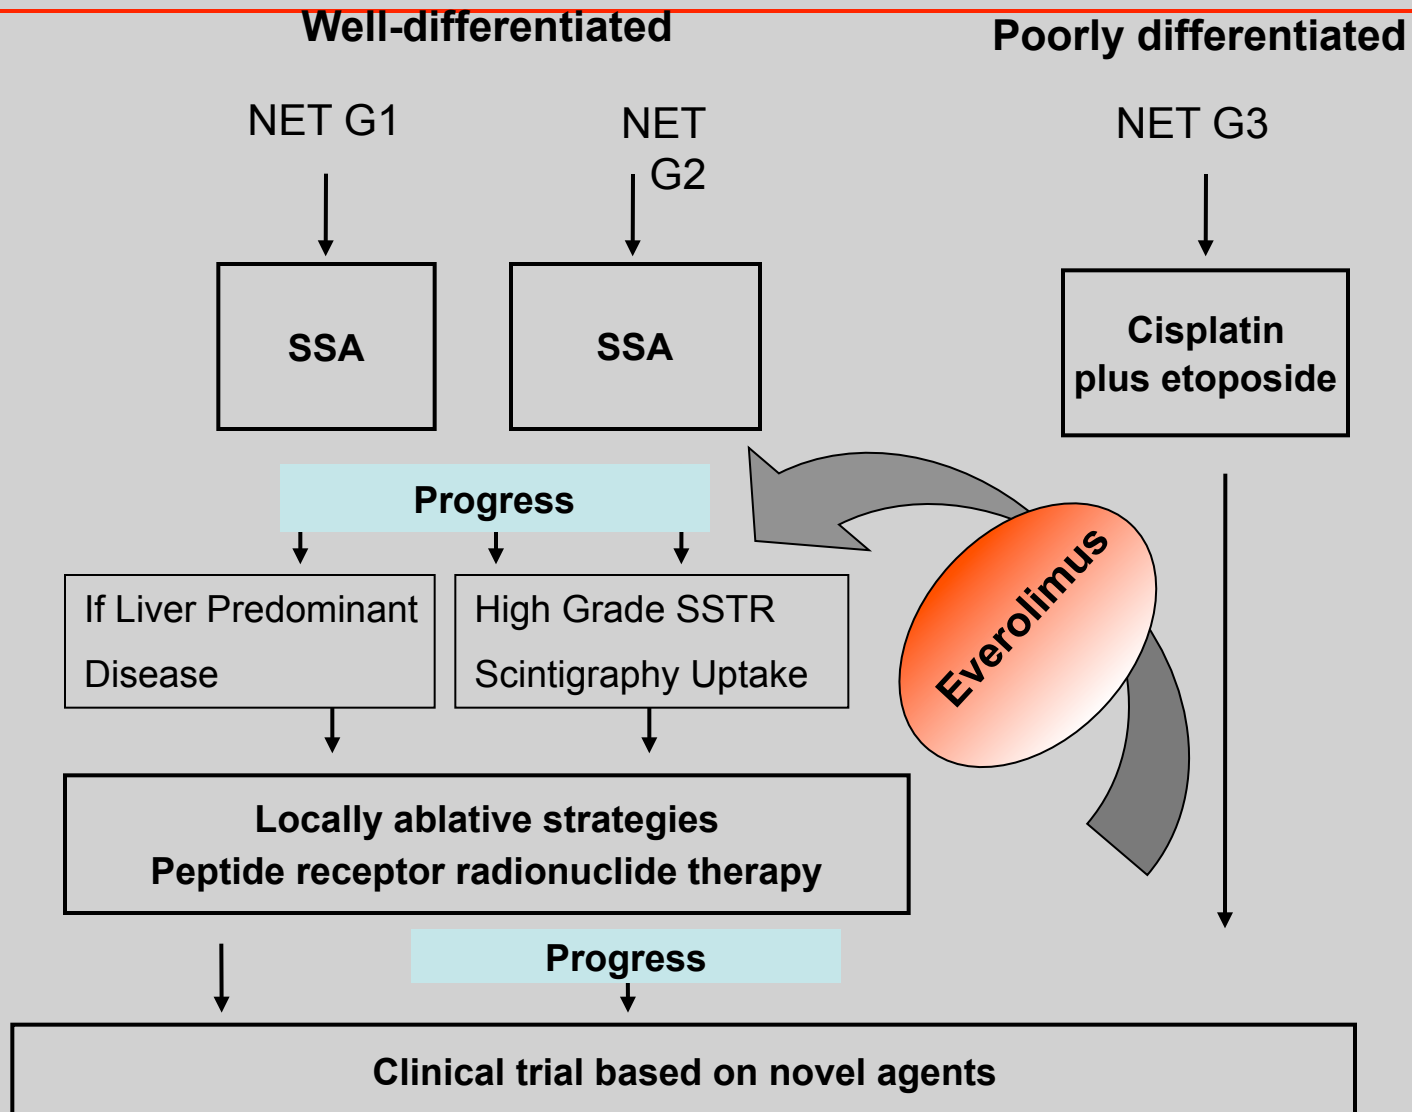 Well-differentiated
Poorly differentiated
NET G1
NET
G2
NET G3
SSA
SSA
Cisplatin
plus etoposide
Progress
Everolimus
If Liver Predominant
Disease
High Grade SSTR
Scintigraphy Uptake
Locally ablative strategies
Peptide receptor radionuclide therapy
Progress
Clinical trial based on novel agents